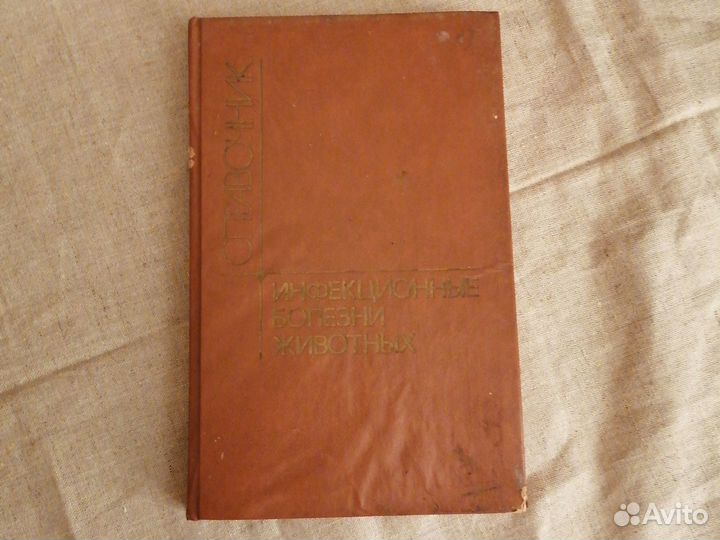 СПРАВОЧНИК
ИНФЕКЦИОННЫЕ
БОЛЕЗНИ
ЖИВОТНЫХ
Avito